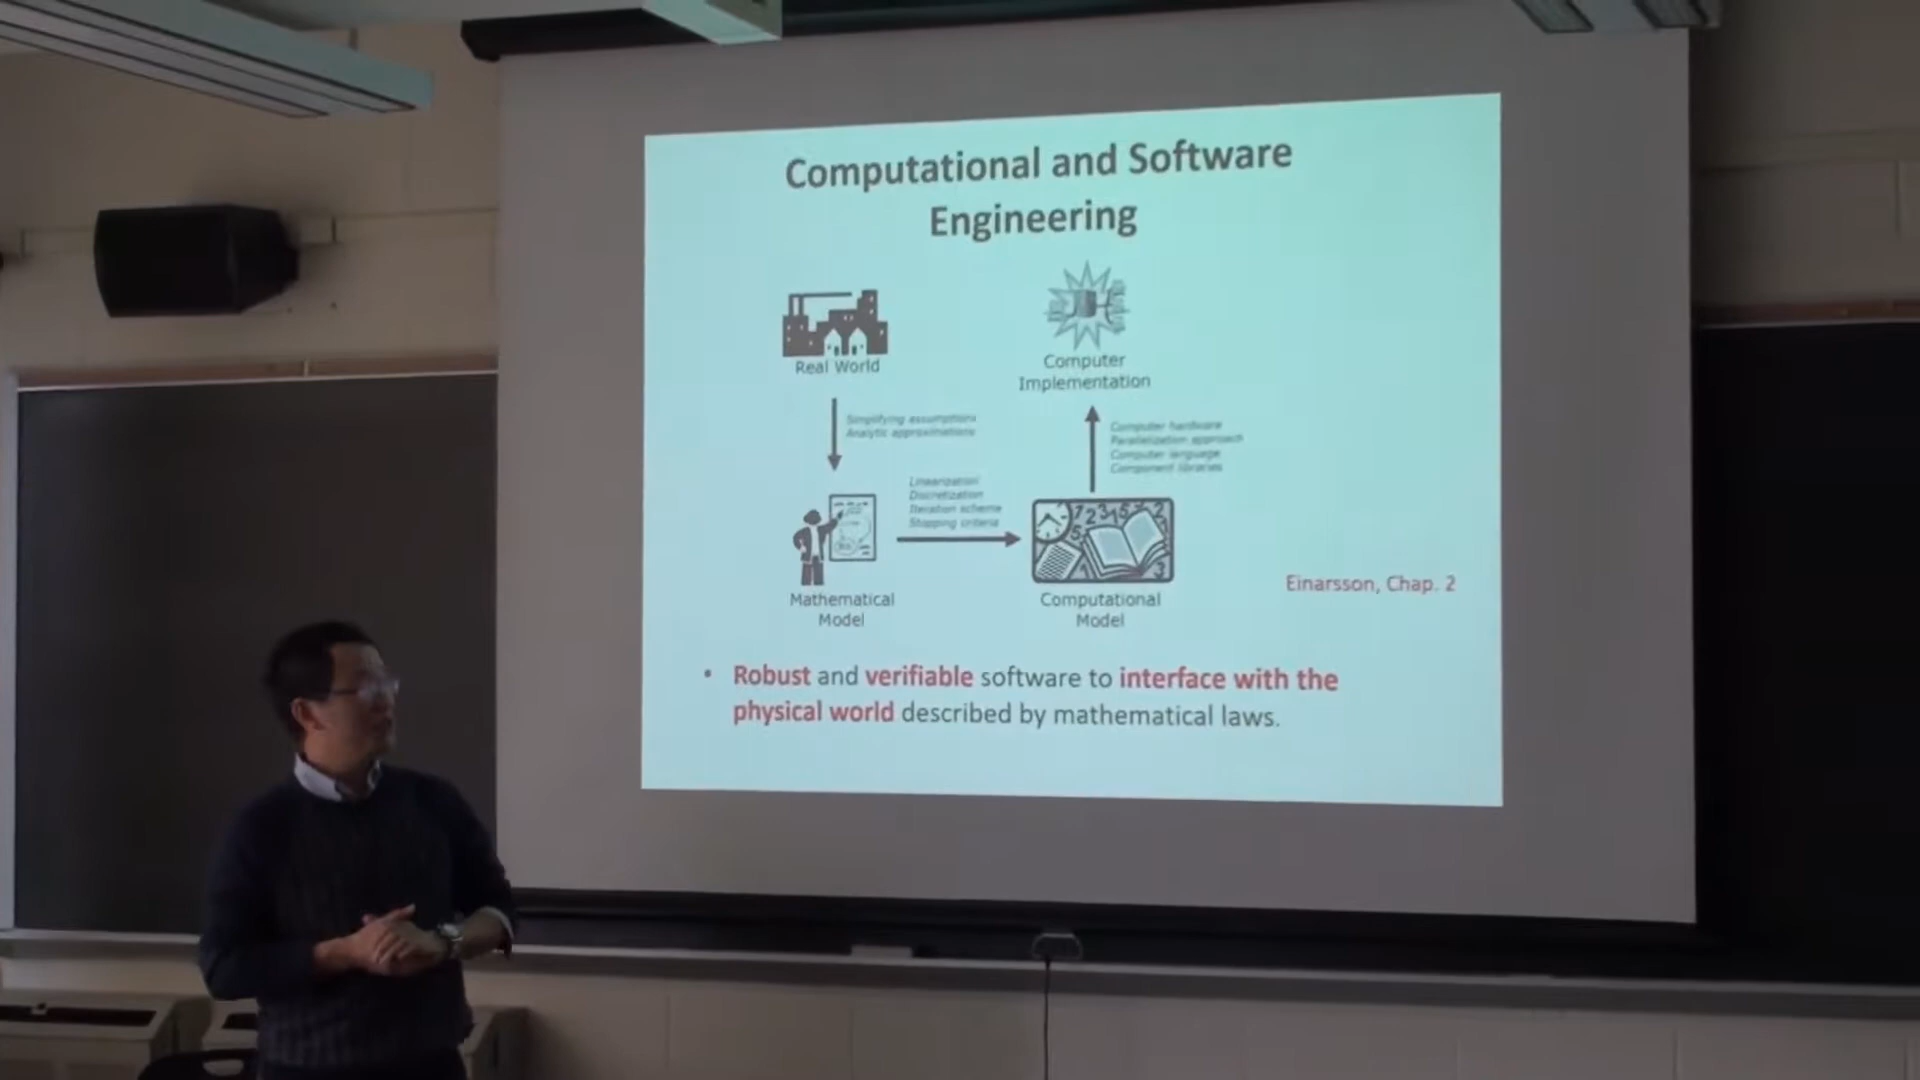 Computational and Software
Engineering
Real World
Computer
Implementation
Simplifying assumptions
Analytic approximations
Computer hardware
Parallelization approach
Computer language
Component libraries
Linearization
Discretization
Iteration scheme
Stopping criteria
Mathematical
Model
Computational
Model
Einarsson, Chap. 2
• Robust and verifiable software to interface with the
physical world described by mathematical laws.